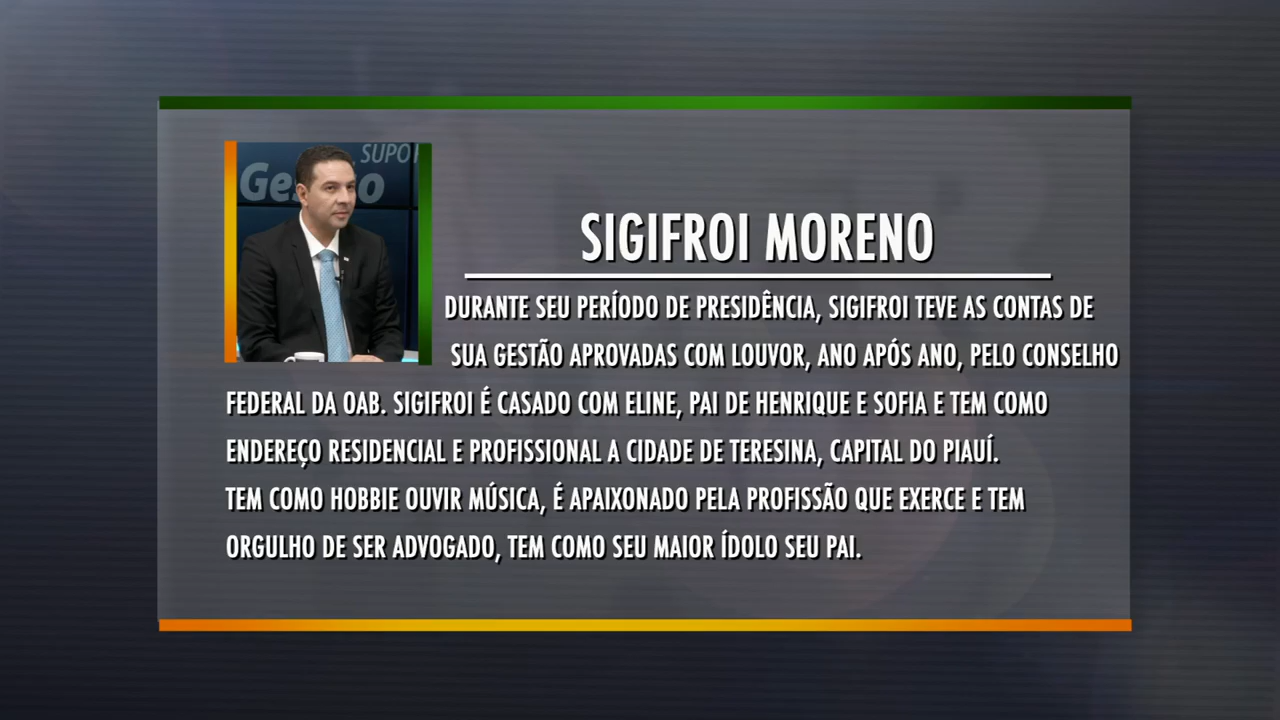 SUPO
Gestão
SIGIFROI MORENO
DURANTE SEU PERÍODO DE PRESIDÊNCIA, SIGIFROI TEVE AS CONTAS DE
SUA GESTÃO APROVADAS COM LOUVOR, ANO APÓS ANO, PELO CONSELHO
FEDERAL DA OAB. SIGIFROI É CASADO COM ELINE, PAI DE HENRIQUE E SOFIA E TEM COMO
ENDEREÇO RESIDENCIAL E PROFISSIONAL A CIDADE DE TERESINA, CAPITAL DO PIAUÍ.
TEM COMO HOBBIE OUVIR MÚSICA, É APAIXONADO PELA PROFISSÃO QUE EXERCE E TEM
ORGULHO DE SER ADVOGADO, TEM COMO SEU MAIOR ÍDOLO SEU PAI.